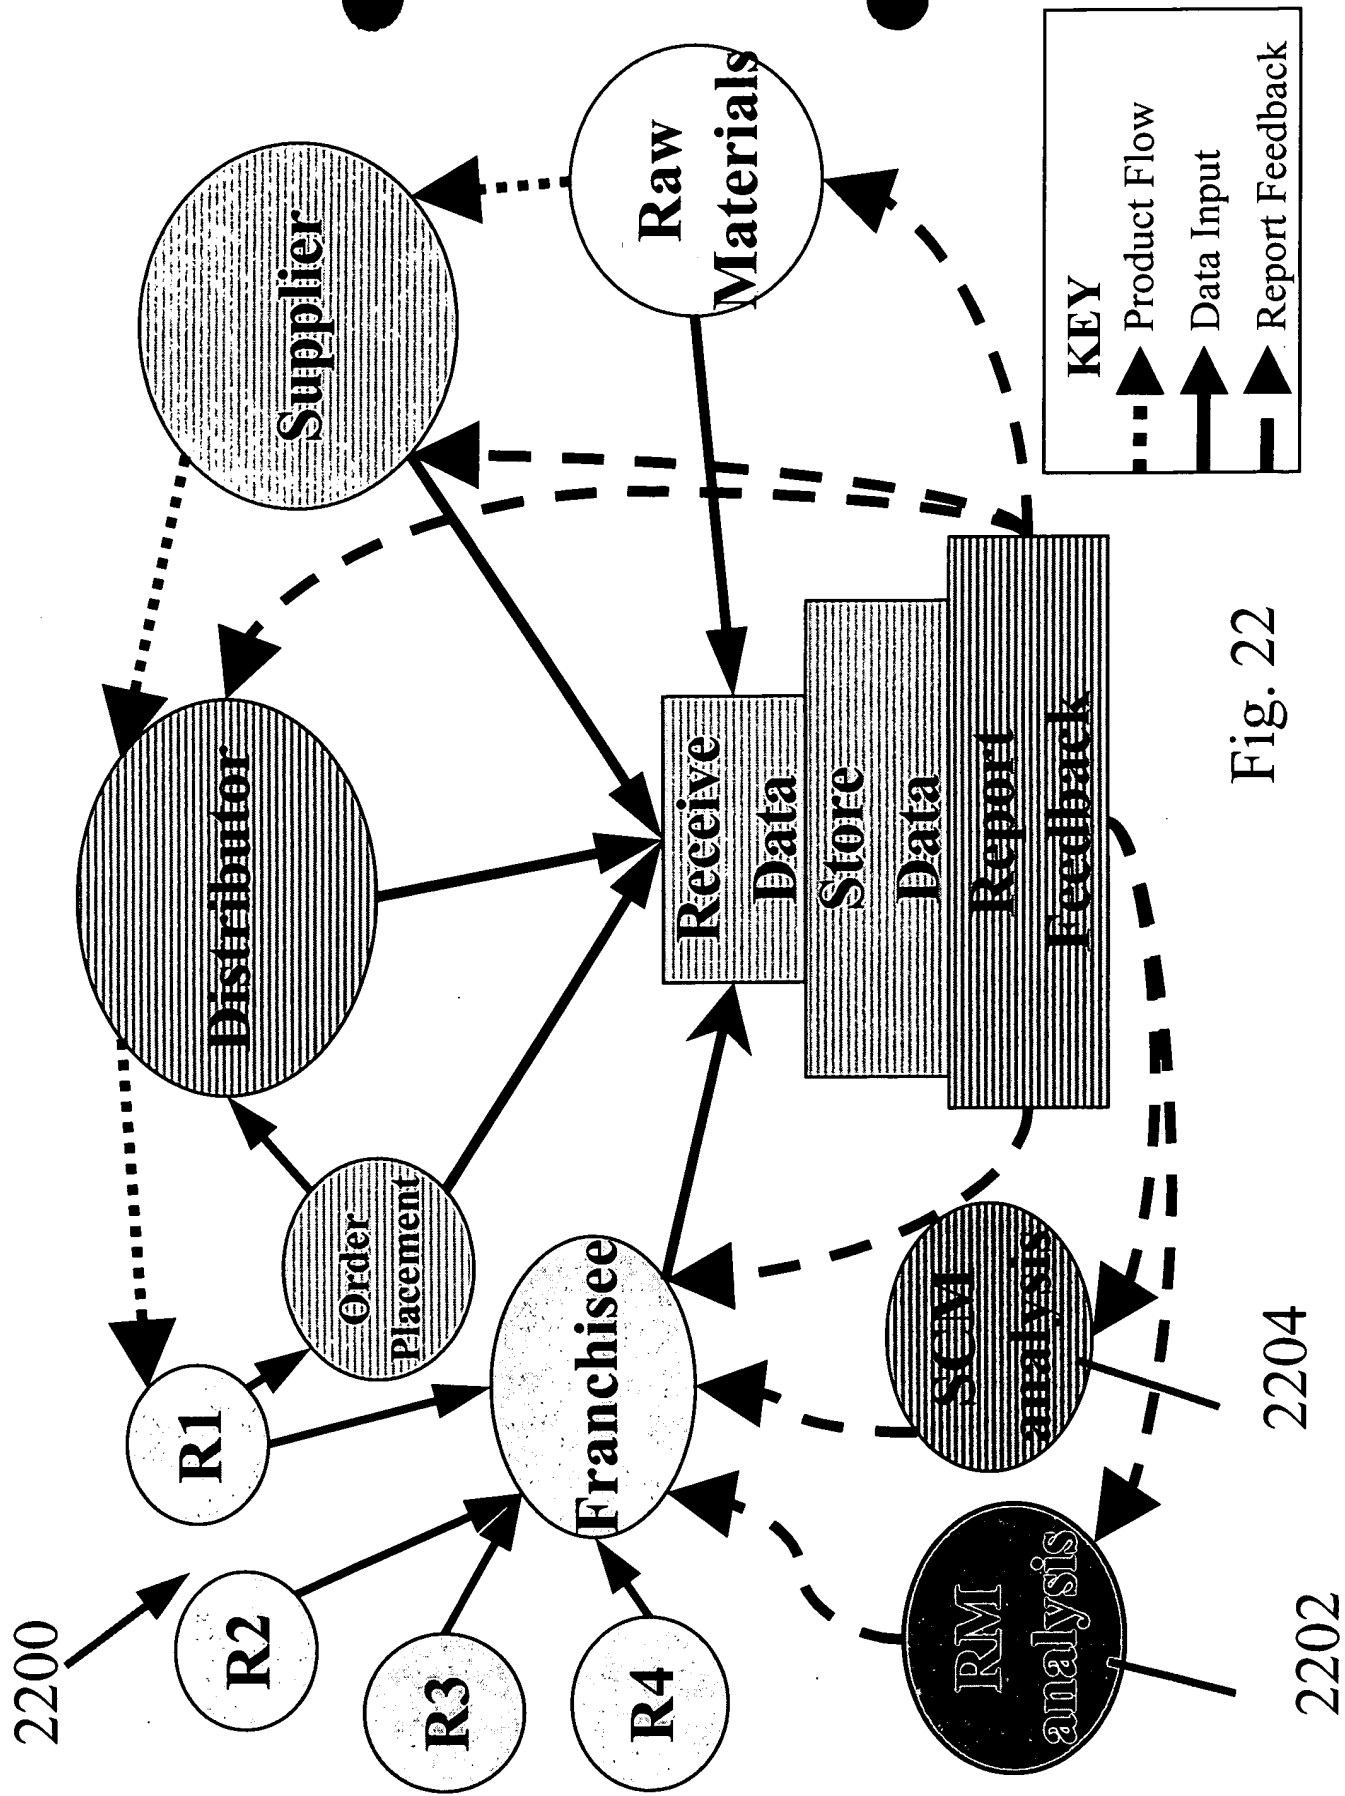 2200
R1
R2
R3
R4
Order
Placement
Distributor
Supplier
Franchisee
Raw
Materials
Receive
Data
Store
Data
Report
Feedback
SCM
analysis
RM
analysis
2204
2202
KEY
Product Flow
Data Input
Report Feedback
Fig. 22